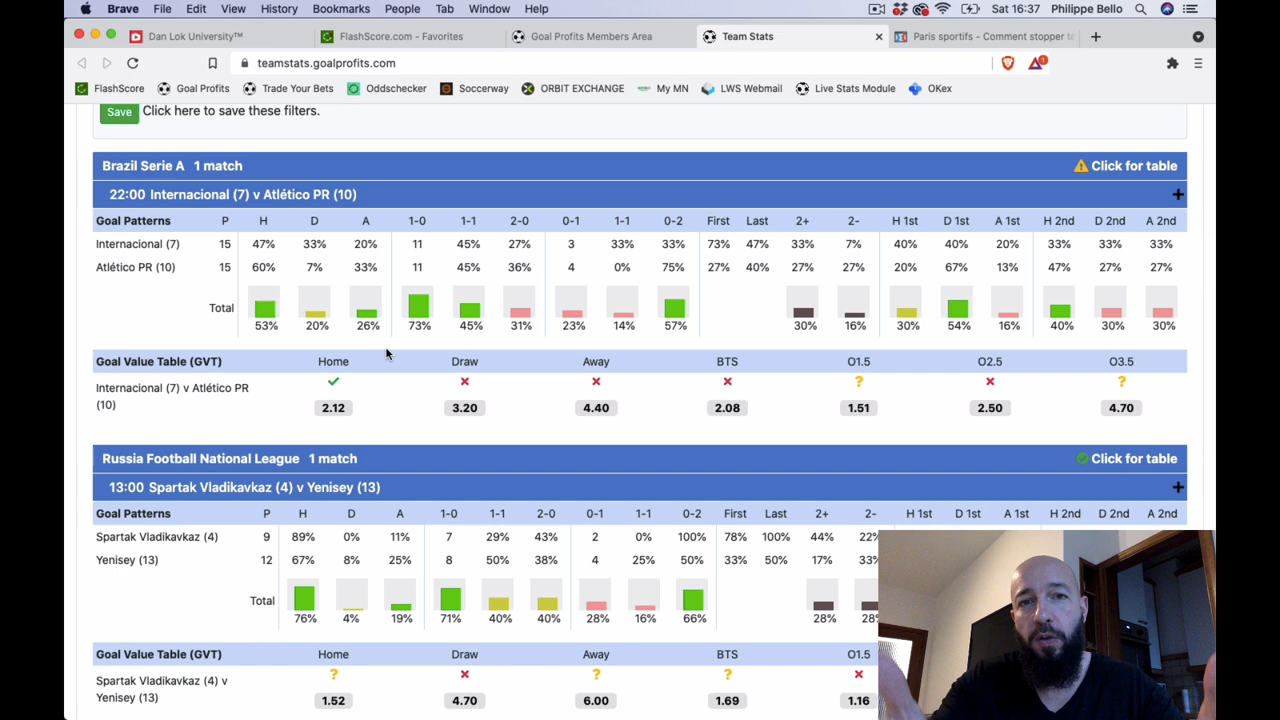 Brave File Edit View History Bookmarks People Tab Window Help Sat 16:37 Philippe Bello
Dan Lok University™ FlashScore.com - Favorites Goal Profits Members Area Team Stats Paris sportifs - Comment stopper
teamstats.goalprofits.com 1
FlashScore Goal Profits Trade Your Bets Oddschecker Soccerway ORBIT EXCHANGE My MN LWS Webmail Live Stats Module OKex
Save Click here to save these filters.
Brazil Serie A 1 match Click for table
22:00 Internacional (7) v Atlético PR (10) +
Goal Patterns P H D A 1-0 1-1 2-0 0-1 1-1 0-2 First Last 2+ 2- H 1st D 1st A 1st H 2nd D 2nd A 2nd
Internacional (7) 15 47% 33% 20% 11 45% 27% 3 33% 33% 73% 47% 33% 7% 40% 40% 20% 33% 33% 33%
Atlético PR (10) 15 60% 7% 33% 11 45% 36% 4 0% 75% 27% 40% 27% 27% 20% 67% 13% 47% 27% 27%
Total
53% 20% 26% 73% 45% 31% 23% 14% 57% 30% 16% 30% 54% 16% 40% 30% 30%
Goal Value Table (GVT) Home Draw Away BTS O1.5 O2.5 O3.5
Internacional (7) v Atlético PR ? ?
(10) 2.12 3.20 4.40 2.08 1.51 2.50 4.70
Russia Football National League 1 match Click for table
13:00 Spartak Vladikavkaz (4) v Yenisey (13) +
Goal Patterns P H D A 1-0 1-1 2-0 0-1 1-1 0-2 First Last 2+ 2- H 1st D 1st A 1st H 2nd D 2nd A 2nd
Spartak Vladikavkaz (4) 9 89% 0% 11% 7 29% 43% 2 0% 100% 78% 100% 44% 22%
Yenisey (13) 12 67% 8% 25% 8 50% 38% 4 25% 50% 33% 50% 17% 33%
Total
76% 4% 19% 71% 40% 40% 28% 16% 66% 28% 28%
Goal Value Table (GVT) Home Draw Away BTS O1.5
Spartak Vladikavkaz (4) v ? ? ?
Yenisey (13) 1.52 4.70 6.00 1.69 1.16